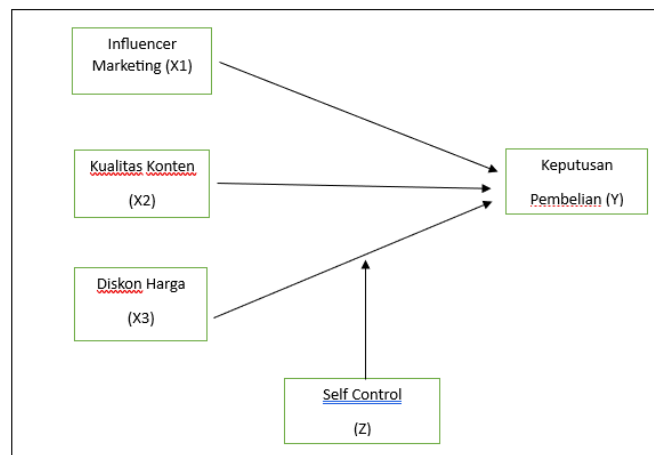 Influencer
Marketing (X1)
Kualitas Konten
(X2)
Keputusan
Pembelian (Y)
Diskon Harga
(X3)
Self Control
(Z)